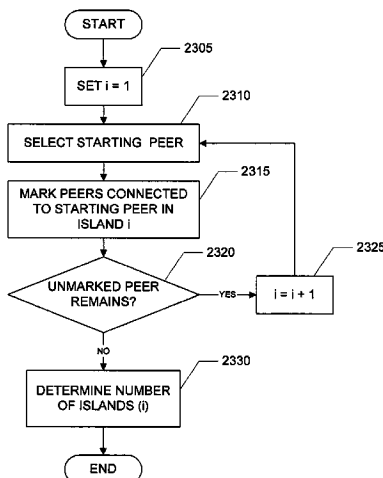 START
2305
SET i = 1
2310
SELECT STARTING PEER
2315
MARK PEERS CONNECTED
TO STARTING PEER IN
ISLAND i
2320
2325
UNMARKED PEER
REMAINS?
YES
i = i + 1
NO
2330
DETERMINE NUMBER
OF ISLANDS (i)
END